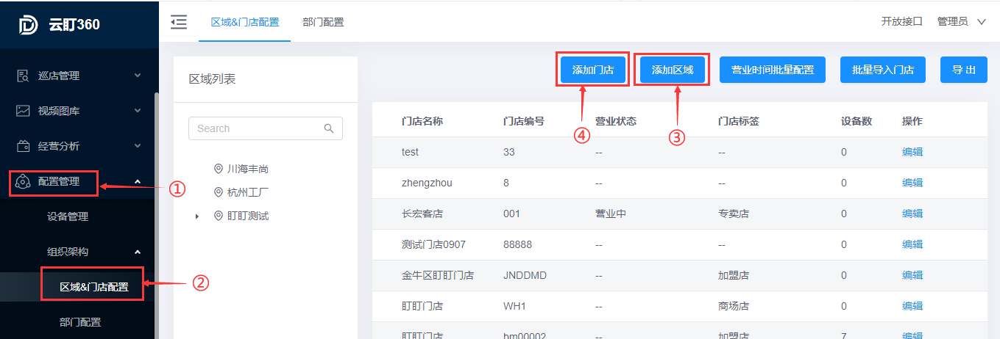 云盯360
区域&门店配置
部门配置
开放接口
管理员
巡店管理
视频图库
经营分析
配置管理
①
设备管理
组织架构
区域&门店配置
②
部门配置
区域列表
Search
川海丰尚
杭州工厂
盯盯测试
添加门店
添加区域
营业时间批量配置
批量导入门店
导 出
④
③
门店名称 门店编号 营业状态 门店标签 设备数 操作
test 33 -- -- 0 编辑
zhengzhou 8 -- -- 0 编辑
长宏客店 001 营业中 专卖店 0 编辑
测试门店0907 88888 -- -- 0 编辑
金牛区盯盯门店 JNDDMD -- 加盟店 0 编辑
盯盯门店 WH1 -- 商场店 0 编辑
盯盯门店 bm00002 -- 加盟店 7 编辑